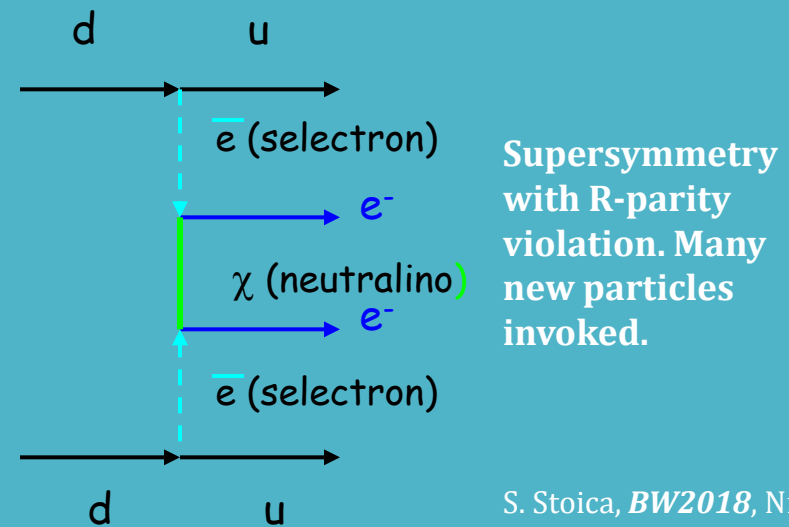 d u
e̅ (selectron)
e⁻
χ (neutralino)
e⁻
e̅ (selectron)
d u
Supersymmetry
with R-parity
violation. Many
new particles
invoked.
S. Stoica, BW2018,